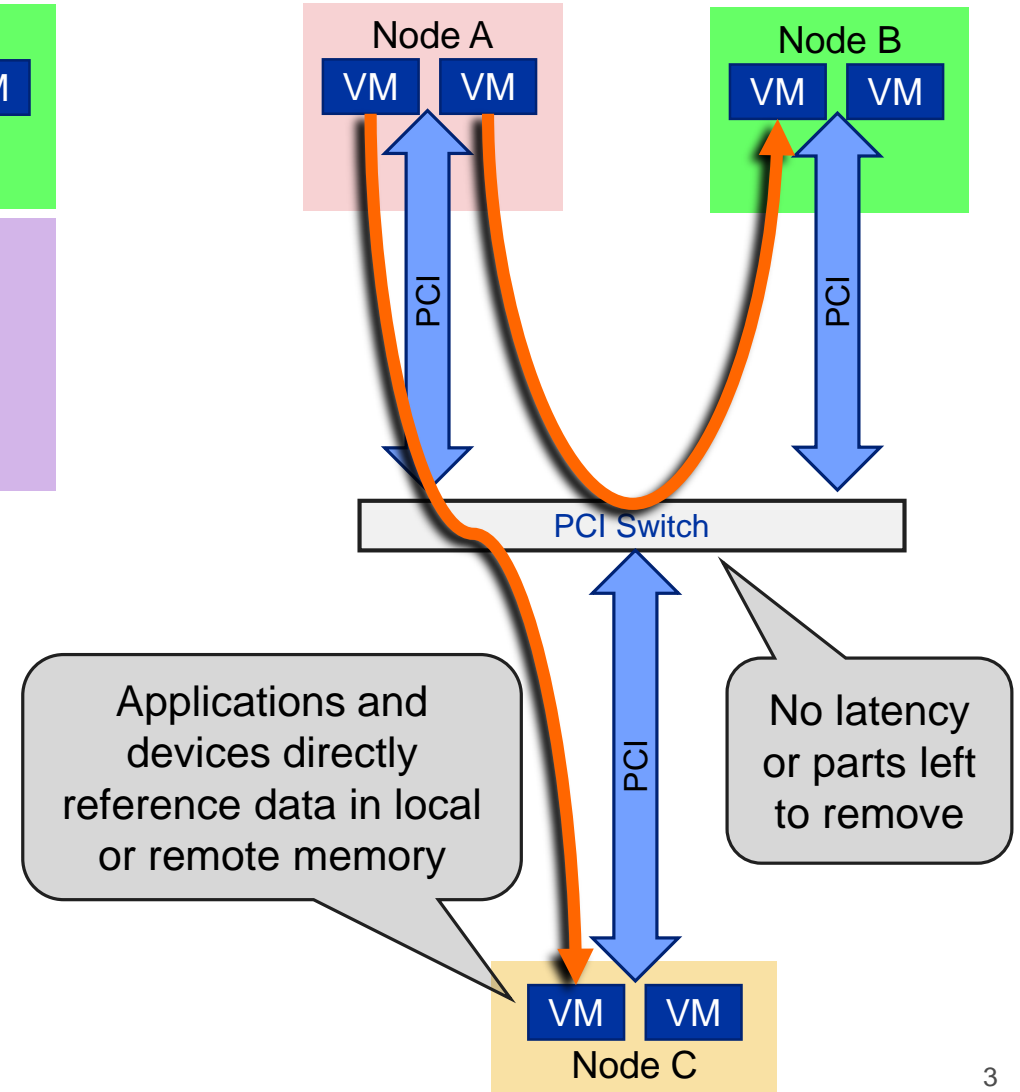 Node A
VM
VM
Node B
VM
VM
PCI
PCI
PCI Switch
Applications and
devices directly
reference data in local
or remote memory
PCI
No latency
or parts left
to remove
VM
VM
Node C
3